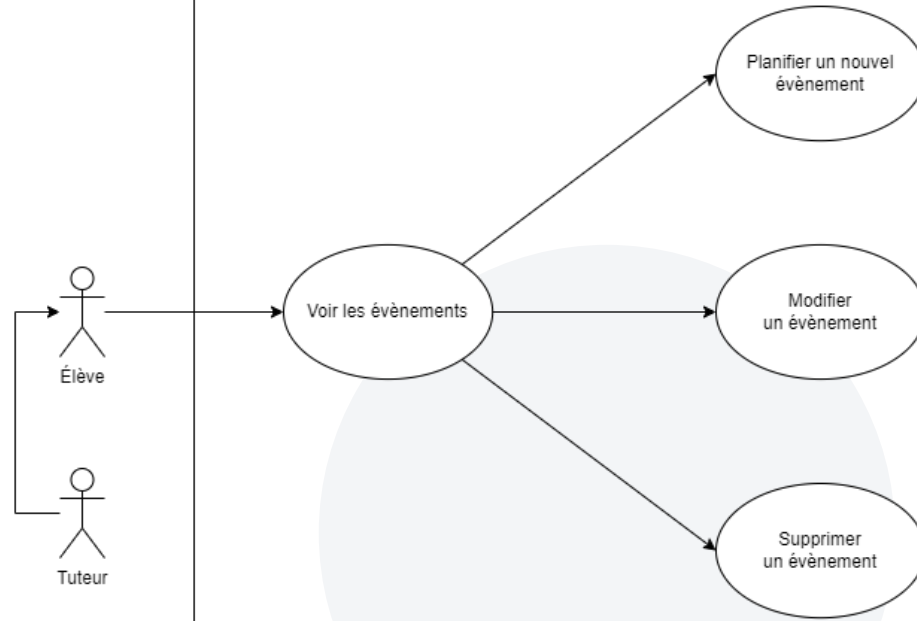 Planifier un nouvel
évènement
Voir les évènements
Modifier
un évènement
Élève
Supprimer
un évènement
Tuteur